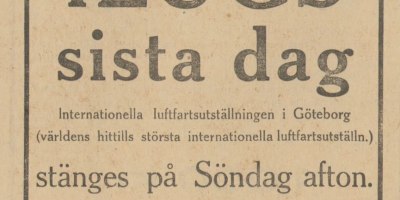 sista dag
Internationella luftfartsutställningen i Göteborg
(världens hittills största internationella luftfartsutställn.)
stänges på Söndag afton.